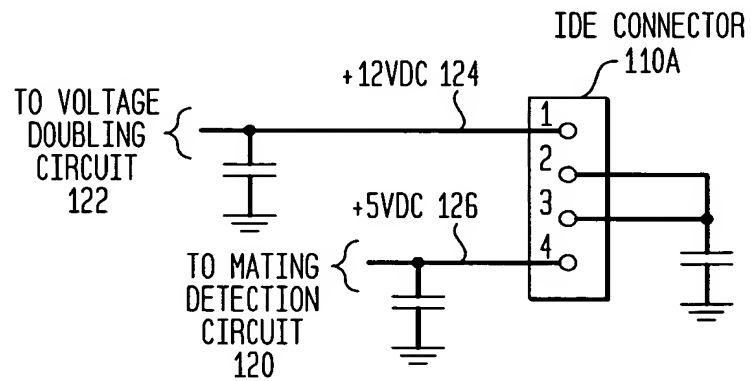 IDE CONNECTOR
110A
+12VDC 124
TO VOLTAGE
DOUBLING
CIRCUIT
122
1
2
3
4
+5VDC 126
TO MATING
DETECTION
CIRCUIT
120